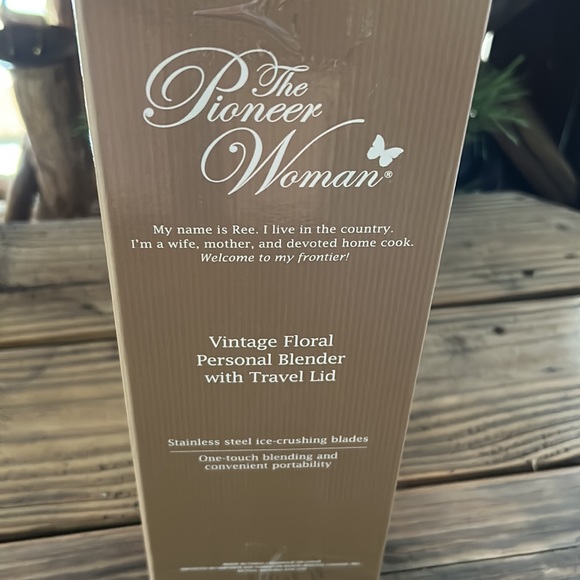 The
Pioneer
Woman®
My name is Ree. I live in the country.
I'm a wife, mother, and devoted home cook.
Welcome to my frontier!
Vintage Floral
Personal Blender
with Travel Lid
Stainless steel ice-crushing blades
One-touch blending and
convenient portability